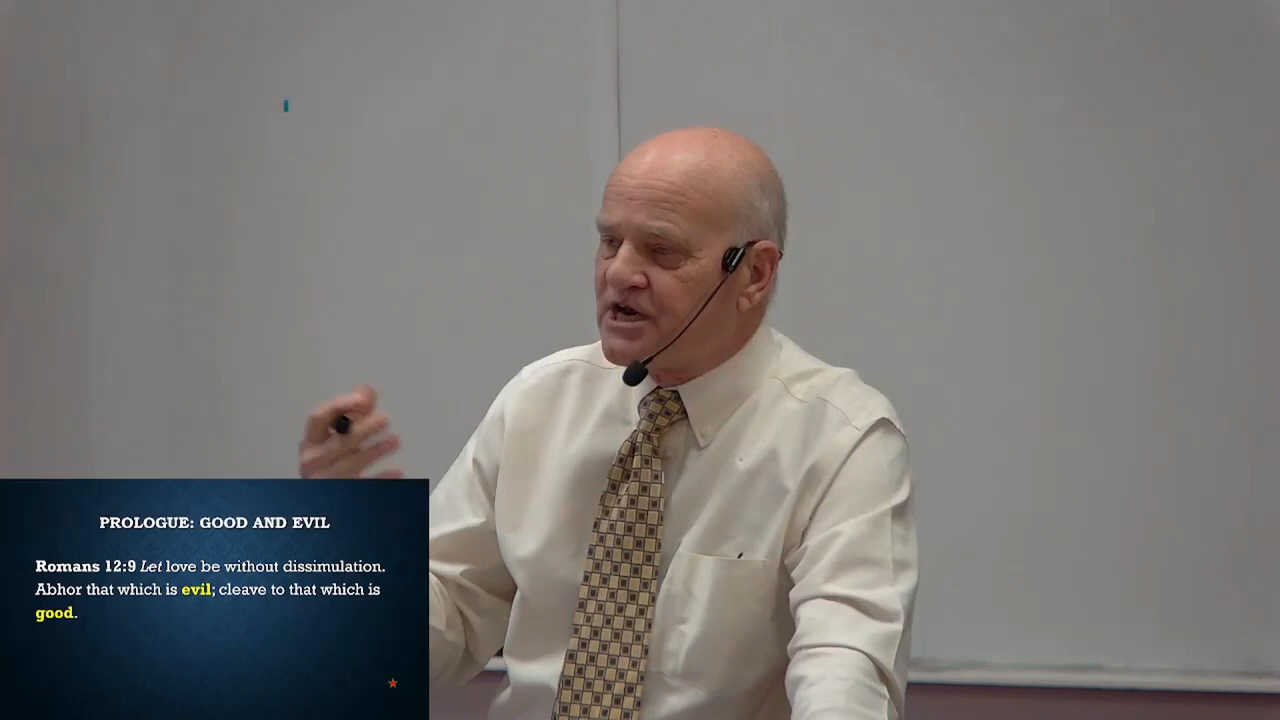 PROLOGUE: GOOD AND EVIL
Romans 12:9 Let love be without dissimulation.
Abhor that which is evil; cleave to that which is
good.